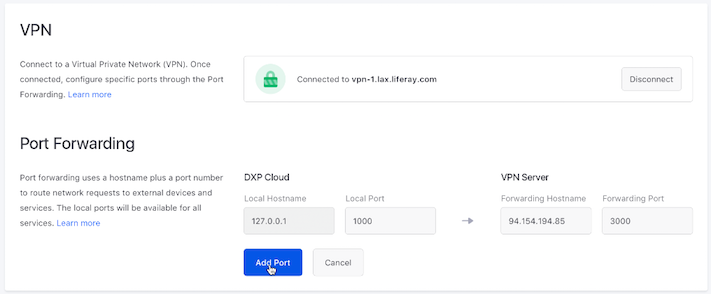 VPN
Connect to a Virtual Private Network (VPN). Once
connected, configure specific ports through the Port
Forwarding. Learn more
Connected to vpn-1.lax.liferay.com
Disconnect
Port Forwarding
Port forwarding uses a hostname plus a port number
to route network requests to external devices and
services. The local ports will be available for all
services. Learn more
DXP Cloud
VPN Server
Local Hostname
Local Port
Forwarding Hostname
Forwarding Port
127.0.0.1
1000
94.154.194.85
3000
Add Port
Cancel